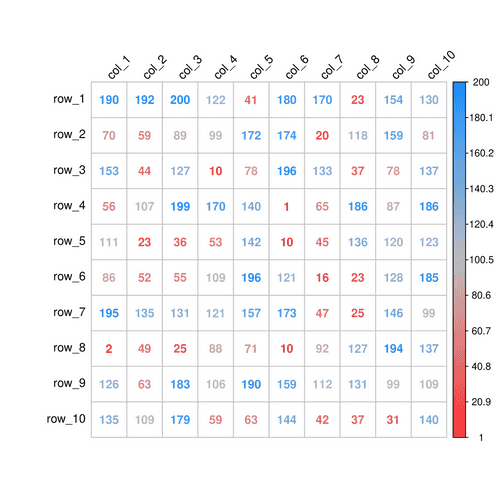 col_1 col_2 col_3 col_4 col_5 col_6 col_7 col_8 col_9 col_10
row_1 190 192 200 122 41 180 170 23 154 130
row_2 70 59 89 99 172 174 20 118 159 81
row_3 153 44 127 10 78 196 133 37 78 137
row_4 56 107 199 170 140 1 65 186 87 186
row_5 111 23 36 53 142 10 45 136 120 123
row_6 86 52 55 109 196 121 16 23 128 185
row_7 195 135 131 121 157 173 47 25 146 99
row_8 2 49 25 88 71 10 92 127 194 137
row_9 126 63 183 106 190 159 112 131 99 109
row_10 135 109 179 59 63 144 42 37 31 140
200
180.1
160.2
140.3
120.4
100.5
80.6
60.7
40.8
20.9
1